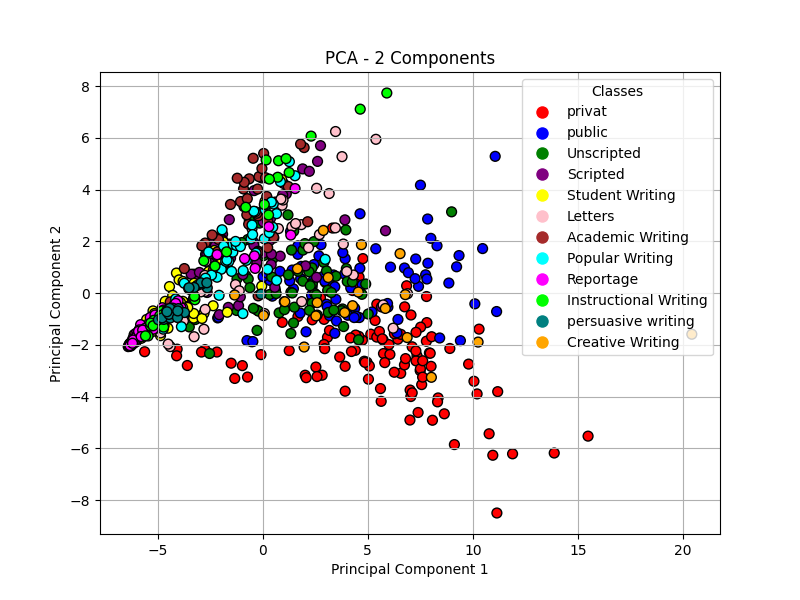 PCA - 2 Components
Principal Component 2
8
6
4
2
0
−2
−4
−6
−8
Classes
privat
public
Unscripted
Scripted
Student Writing
Letters
Academic Writing
Popular Writing
Reportage
Instructional Writing
persuasive writing
Creative Writing
−5 0 5 10 15 20
Principal Component 1